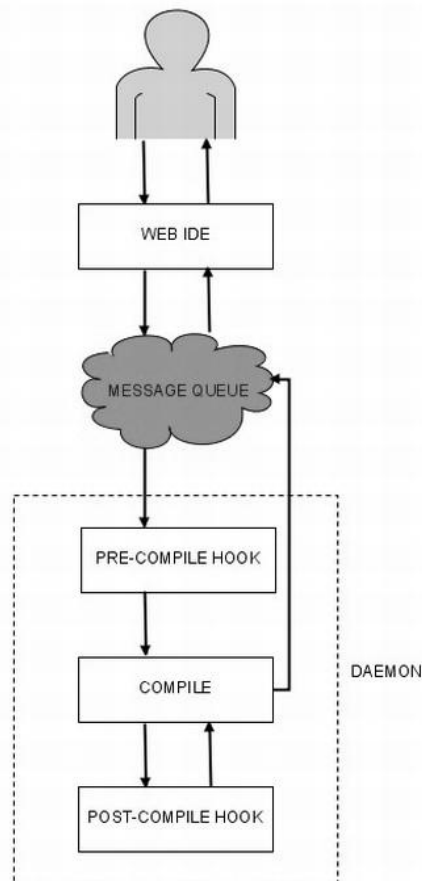 WEB IDE
MESSAGE QUEUE
PRE-COMPILE HOOK
COMPILE
DAEMON
POST-COMPILE HOOK